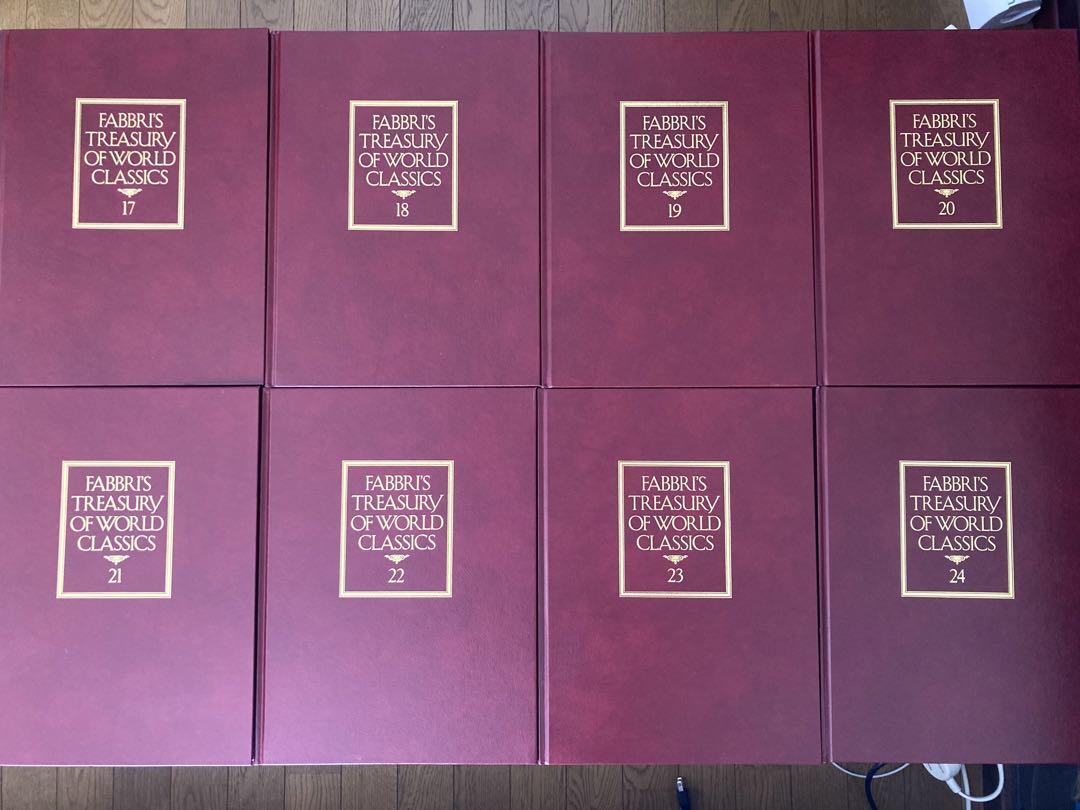 FABBRI'S
TREASURY
OF WORLD
CLASSICS
17
FABBRI'S
TREASURY
OF WORLD
CLASSICS
18
FABBRI'S
TREASURY
OF WORLD
CLASSICS
19
FABBRI'S
TREASURY
OF WORLD
CLASSICS
20
FABBRI'S
TREASURY
OF WORLD
CLASSICS
21
FABBRI'S
TREASURY
OF WORLD
CLASSICS
22
FABBRI'S
TREASURY
OF WORLD
CLASSICS
23
FABBRI'S
TREASURY
OF WORLD
CLASSICS
24